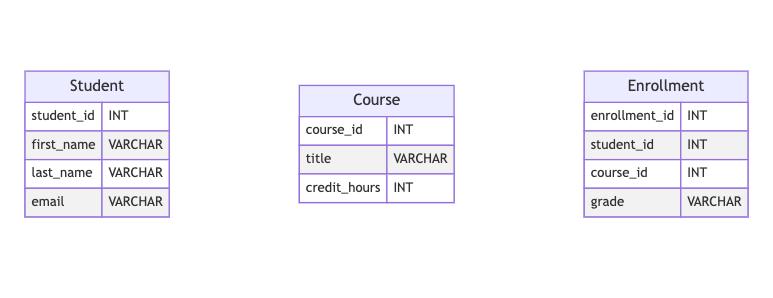 Student
student_id INT
first_name VARCHAR
last_name VARCHAR
email VARCHAR
Course
course_id INT
title VARCHAR
credit_hours INT
Enrollment
enrollment_id INT
student_id INT
course_id INT
grade VARCHAR